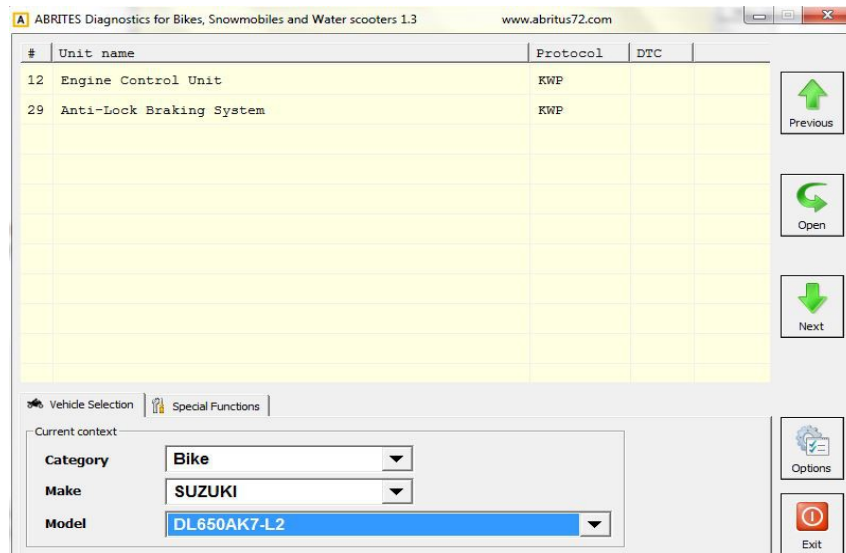 A ABRITES Diagnostics for Bikes, Snowmobiles and Water scooters 1.3 www.abritus72.com
# Unit name Protocol DTC
12 Engine Control Unit KWP
29 Anti-Lock Braking System KWP
Previous
Open
Next
Vehicle Selection Special Functions
Current context
Category Bike
Make SUZUKI
Model DL650AK7-L2
Options
Exit